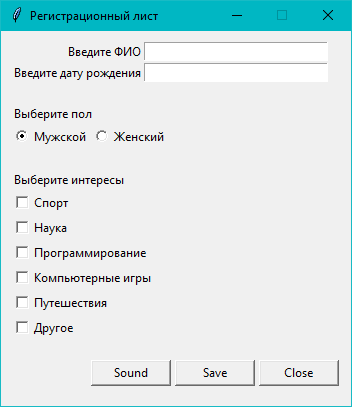 Регистрационный лист
Введите ФИО
Введите дату рождения
Выберите пол
Мужской Женский
Выберите интересы
Спорт
Наука
Программирование
Компьютерные игры
Путешествия
Другое
Sound Save Close